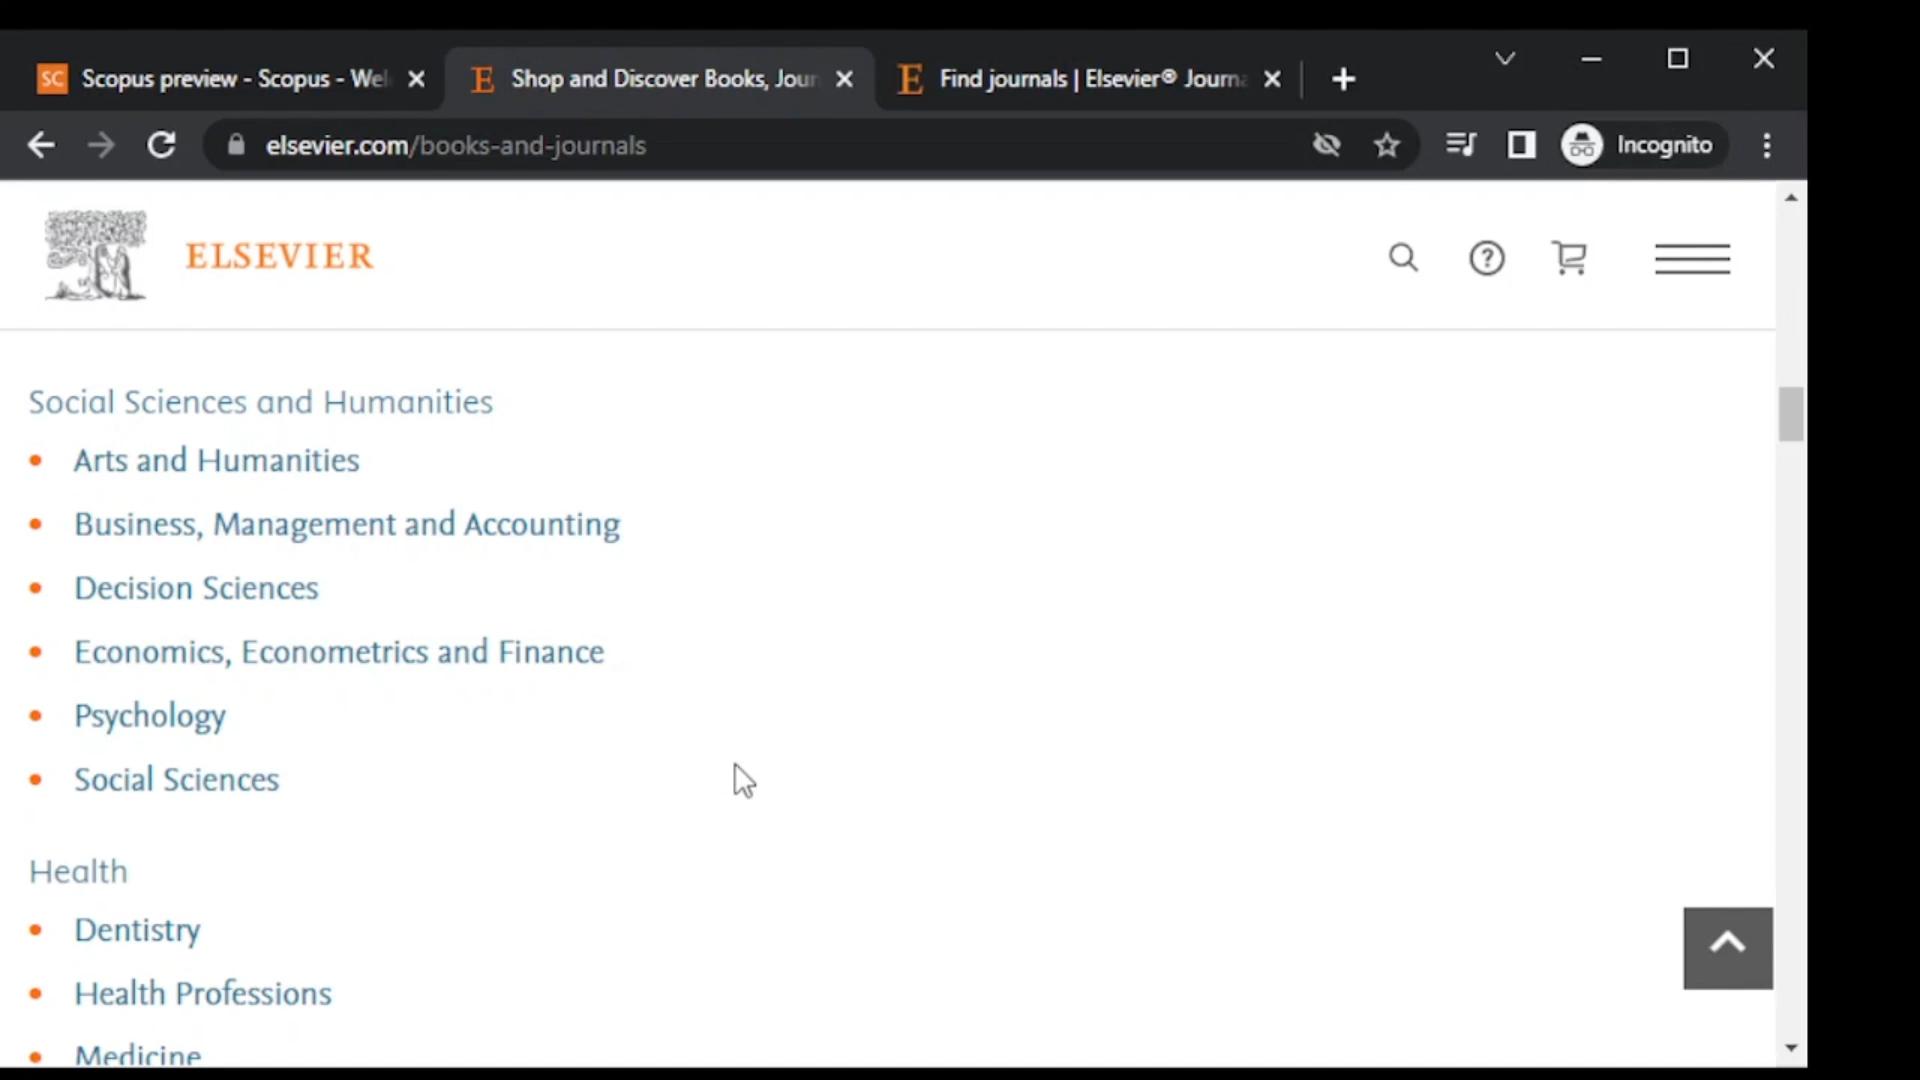 SC Scopus preview - Scopus - Wel
E Shop and Discover Books, Jour
E Find journals | Elsevier® Journa
elsevier.com/books-and-journals
Incognito
ELSEVIER
Social Sciences and Humanities
Arts and Humanities
Business, Management and Accounting
Decision Sciences
Economics, Econometrics and Finance
Psychology
Social Sciences
Health
Dentistry
Health Professions
Medicine